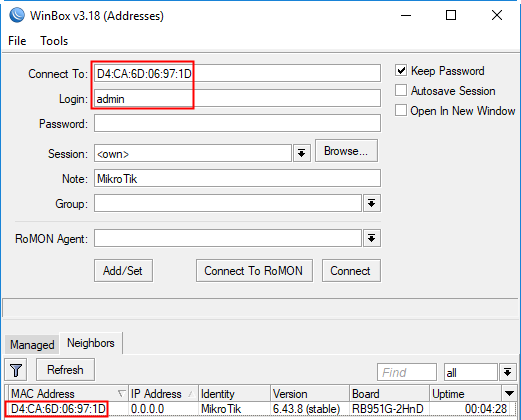 WinBox v3.18 (Addresses)
File Tools
Connect To: D4:CA:6D:06:97:1D
Keep Password
Login: admin
Autosave Session
Open In New Window
Password:
Session: <own> Browse...
Note: MikroTik
Group:
RoMON Agent:
Add/Set Connect To RoMON Connect
Managed Neighbors
Refresh Find all
MAC Address IP Address Identity Version Board Uptime
D4:CA:6D:06:97:1D 0.0.0.0 MikroTik 6.43.8 (stable) RB951G-2HnD 00:04:28